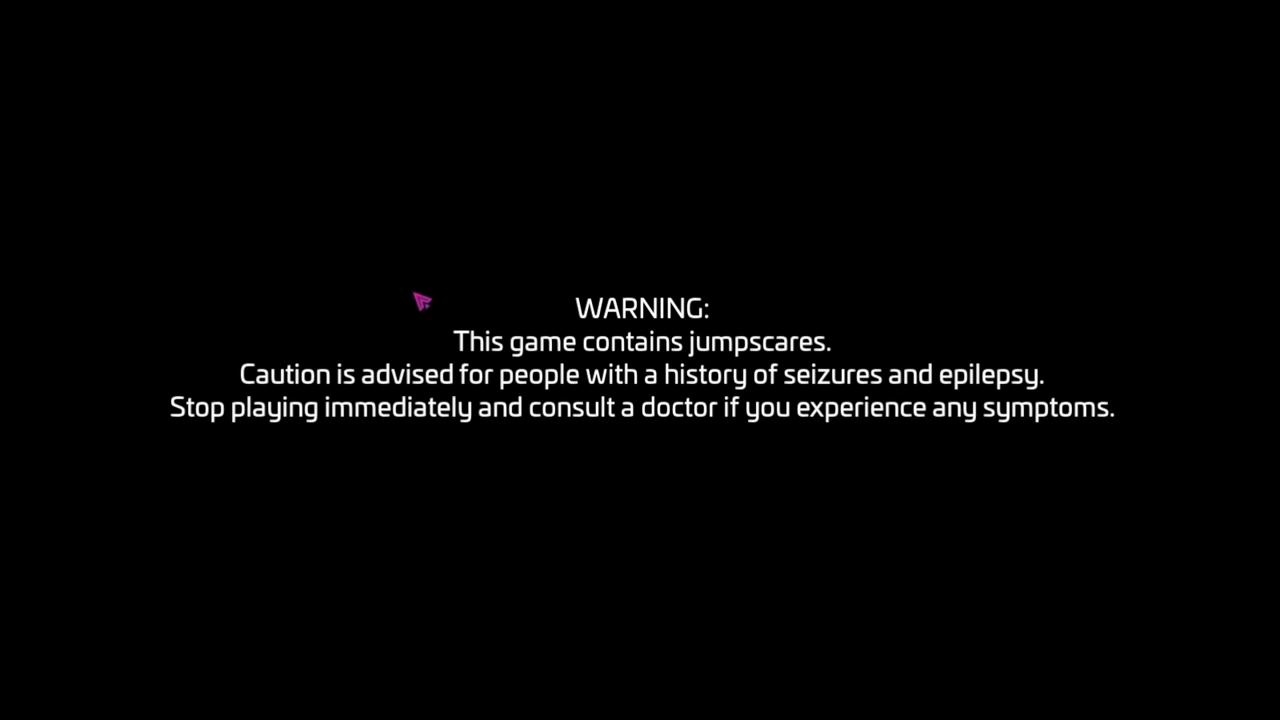 WARNING:
This game contains jumpscares.
Caution is advised for people with a history of seizures and epilepsy.
Stop playing immediately and consult a doctor if you experience any symptoms.